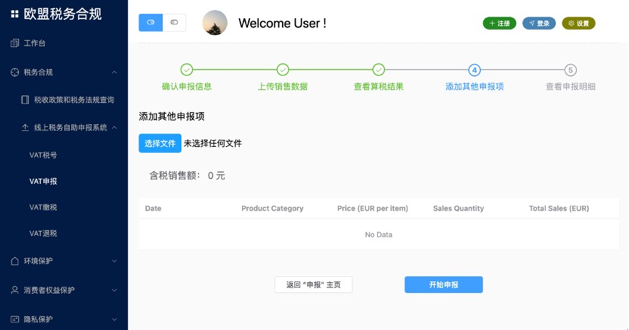 欧盟税务合规
工作台
税务合规
税收政策和税务法规查询
线上税务自助申报系统
VAT税号
VAT申报
VAT缴税
VAT退税
环境保护
消费者权益保护
隐私保护
Welcome User !
注册
登录
设置
确认申报信息
上传销售数据
查看算税结果
4
添加其他申报项
5
查看申报明细
添加其他申报项
选择文件 未选择任何文件
含税销售额： 0 元
Date Product Category Price (EUR per item) Sales Quantity Total Sales (EUR)
No Data
返回 "申报" 主页
开始申报